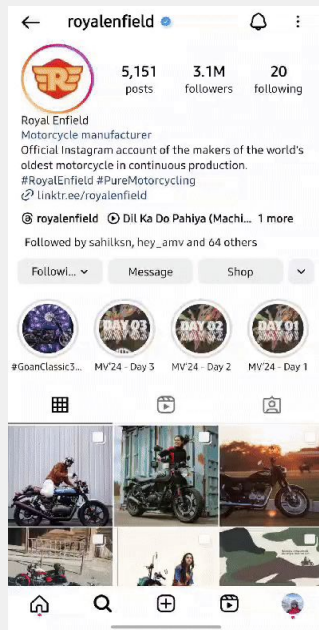 royalenfield
R
5,151
posts
3.1M
followers
20
following
Royal Enfield
Motorcycle manufacturer
Official Instagram account of the makers of the world's
oldest motorcycle in continuous production.
#RoyalEnfield #PureMotorcycling
linktr.ee/royalenfield
royalenfield Dil Ka Do Pahiya (Machi... 1 more
Followed by sahilksn, hey_amv and 64 others
Followi... Message Shop
DAY 03 DAY 02 DAY 01
#GoanClassic3... MV'24 - Day 3 MV'24 - Day 2 MV'24 - Day 1